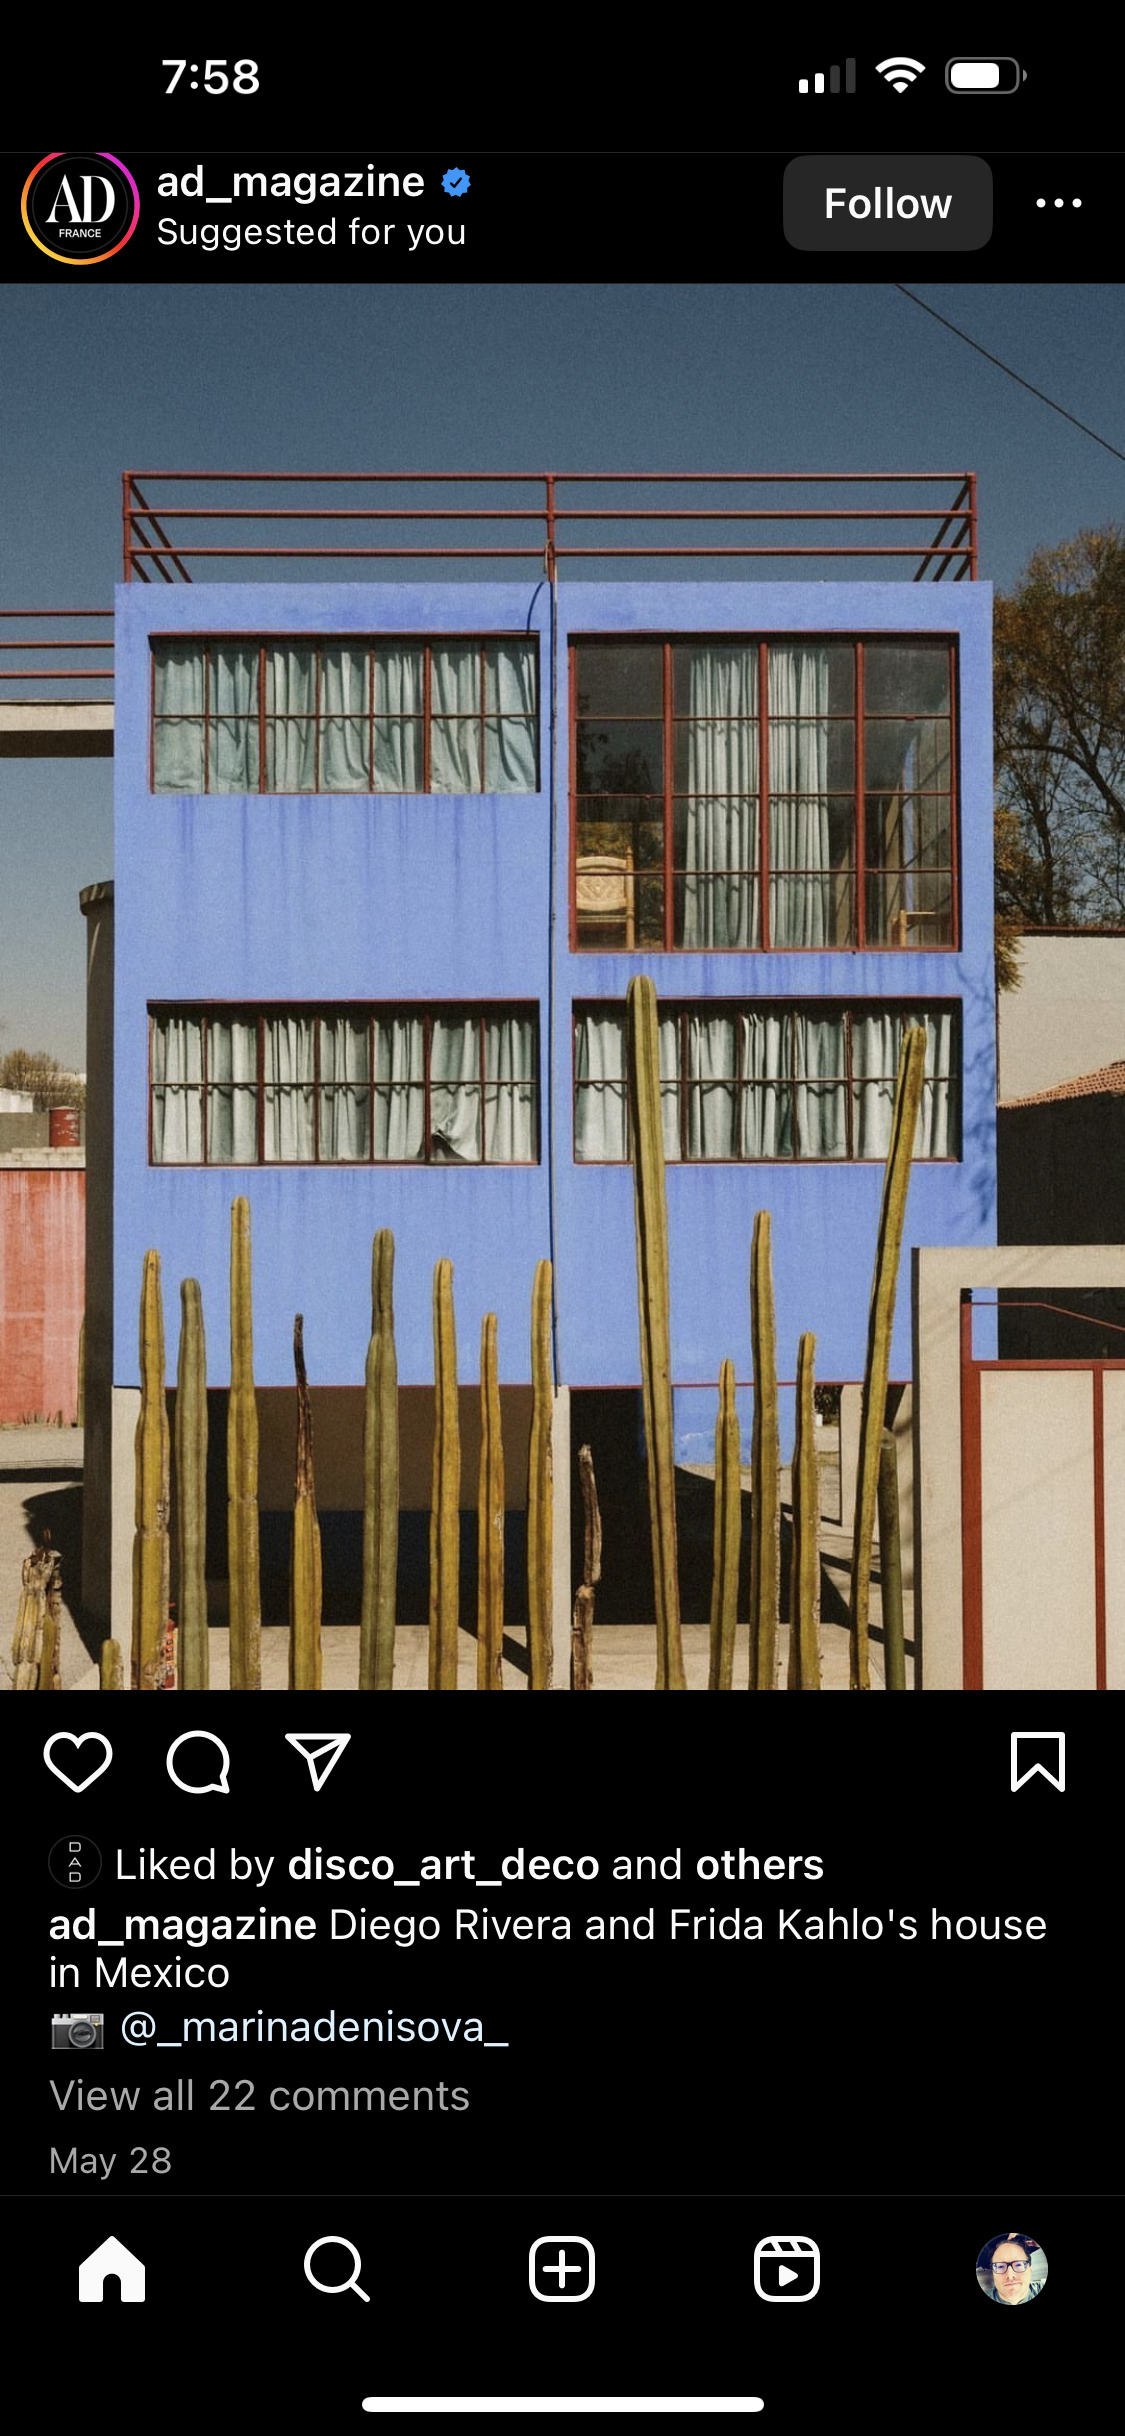 7:58
AD
FRANCE
ad_magazine
Suggested for you
Follow
DAD
Liked by disco_art_deco and others
ad_magazine Diego Rivera and Frida Kahlo's house
in Mexico
@_marinadenisova_
View all 22 comments
May 28